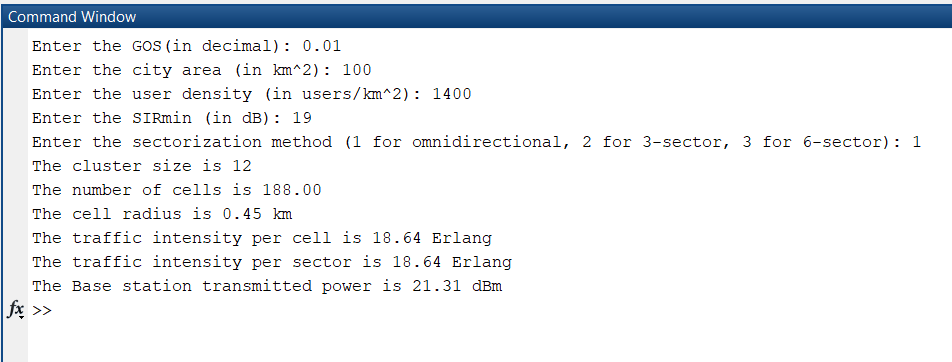 Command Window
Enter the GOS(in decimal): 0.01
Enter the city area (in km^2): 100
Enter the user density (in users/km^2): 1400
Enter the SIRmin (in dB): 19
Enter the sectorization method (1 for omnidirectional, 2 for 3-sector, 3 for 6-sector): 1
The cluster size is 12
The number of cells is 188.00
The cell radius is 0.45 km
The traffic intensity per cell is 18.64 Erlang
The traffic intensity per sector is 18.64 Erlang
The Base station transmitted power is 21.31 dBm
fx >>